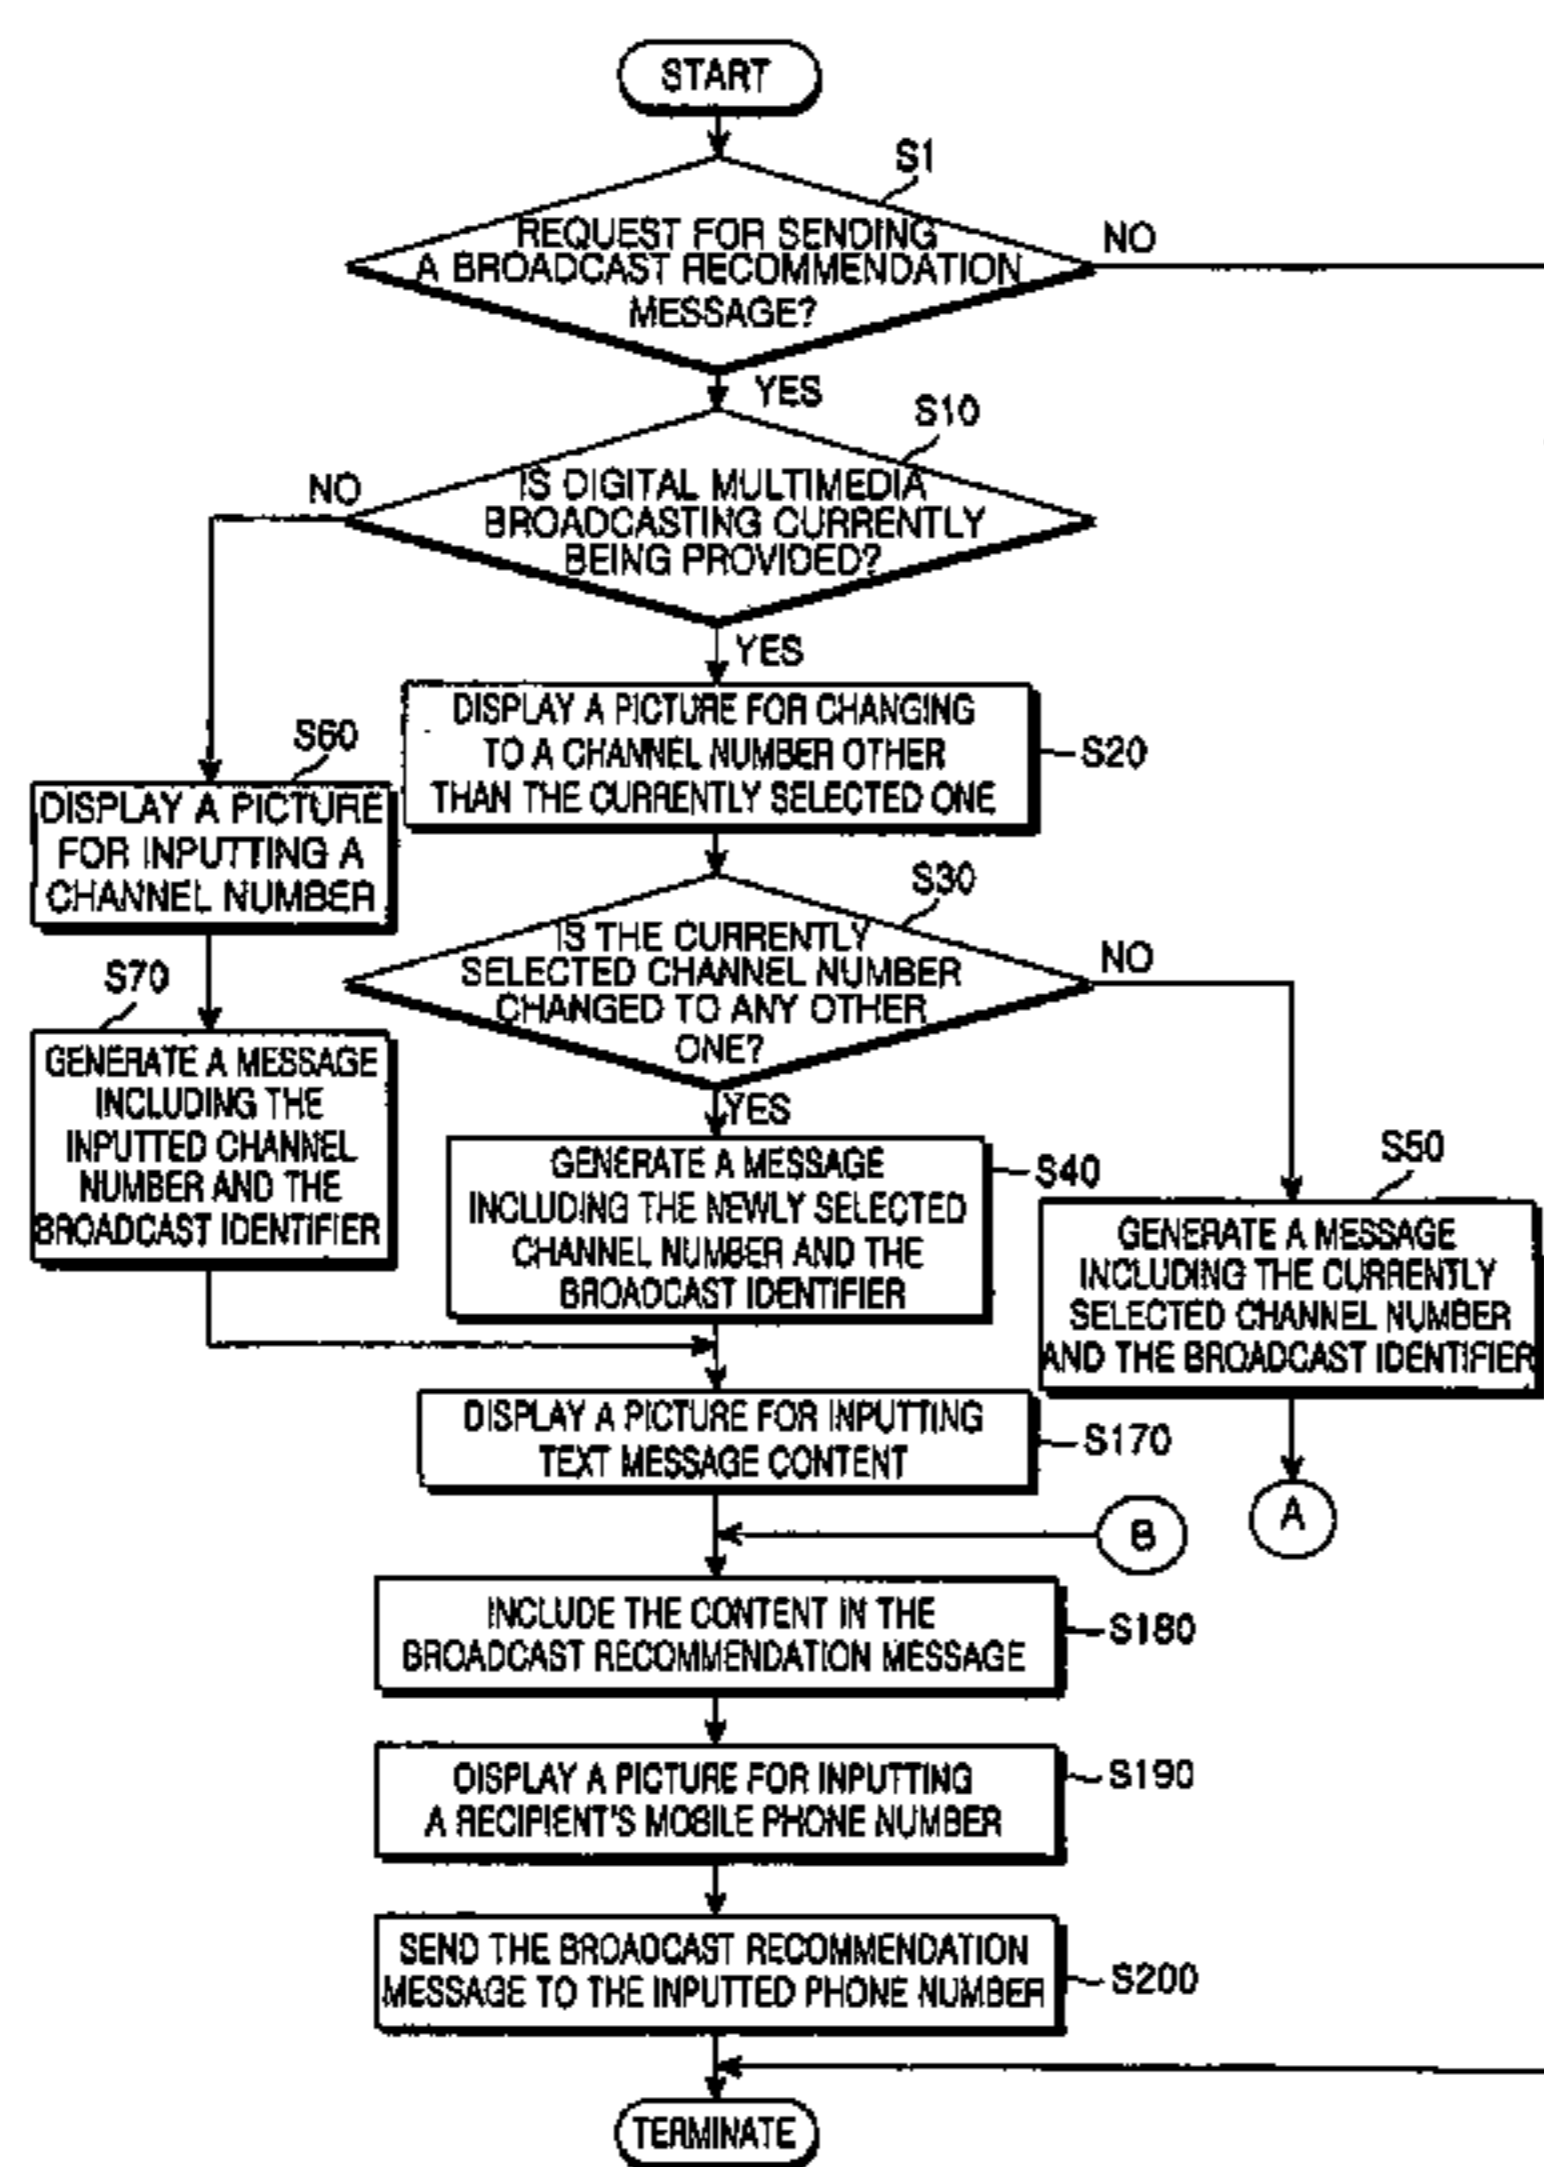 START
S1
REQUEST FOR SENDING
A BROADCAST RECOMMENDATION
MESSAGE?
NO
YES
S10
IS DIGITAL MULTIMEDIA
BROADCASTING CURRENTLY
BEING PROVIDED?
NO
YES
DISPLAY A PICTURE FOR CHANGING
TO A CHANNEL NUMBER OTHER
THAN THE CURRENTLY SELECTED ONE
S20
S60
DISPLAY A PICTURE
FOR INPUTTING A
CHANNEL NUMBER
S30
IS THE CURRENTLY
SELECTED CHANNEL NUMBER
CHANGED TO ANY OTHER
ONE?
NO
YES
S70
GENERATE A MESSAGE
INCLUDING THE
INPUTTED CHANNEL
NUMBER AND THE
BROADCAST IDENTIFIER
GENERATE A MESSAGE
INCLUDING THE NEWLY SELECTED
CHANNEL NUMBER AND THE
BROADCAST IDENTIFIER
S40
S50
GENERATE A MESSAGE
INCLUDING THE CURRENTLY
SELECTED CHANNEL NUMBER
AND THE BROADCAST IDENTIFIER
DISPLAY A PICTURE FOR INPUTTING
TEXT MESSAGE CONTENT
S170
A
B
INCLUDE THE CONTENT IN THE
BROADCAST RECOMMENDATION MESSAGE
S180
DISPLAY A PICTURE FOR INPUTTING
A RECIPIENT'S MOBILE PHONE NUMBER
S190
SEND THE BROADCAST RECOMMENDATION
MESSAGE TO THE INPUTTED PHONE NUMBER
S200
TERMINATE